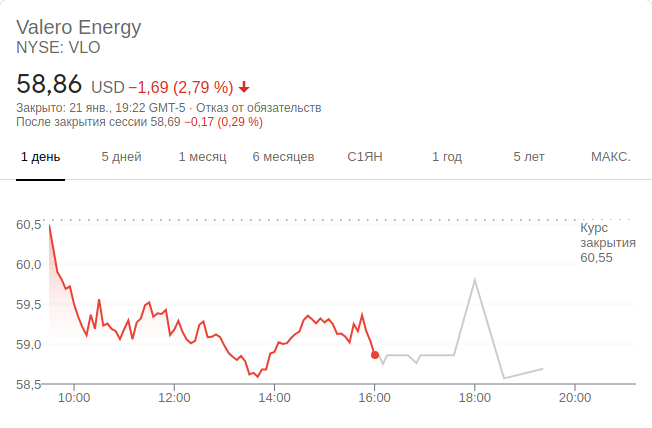 Valero Energy
NYSE: VLO
58,86 USD −1,69 (2,79 %)
Закрыто: 21 янв., 19:22 GMT-5 · Отказ от обязательств
После закрытия сессии 58,69 −0,17 (0,29 %)
1 день 5 дней 1 месяц 6 месяцев С1ЯН 1 год 5 лет МАКС.
60,5
Курс
закрытия
60,55
60,0
59,5
59,0
58,5
10:00 12:00 14:00 16:00 18:00 20:00